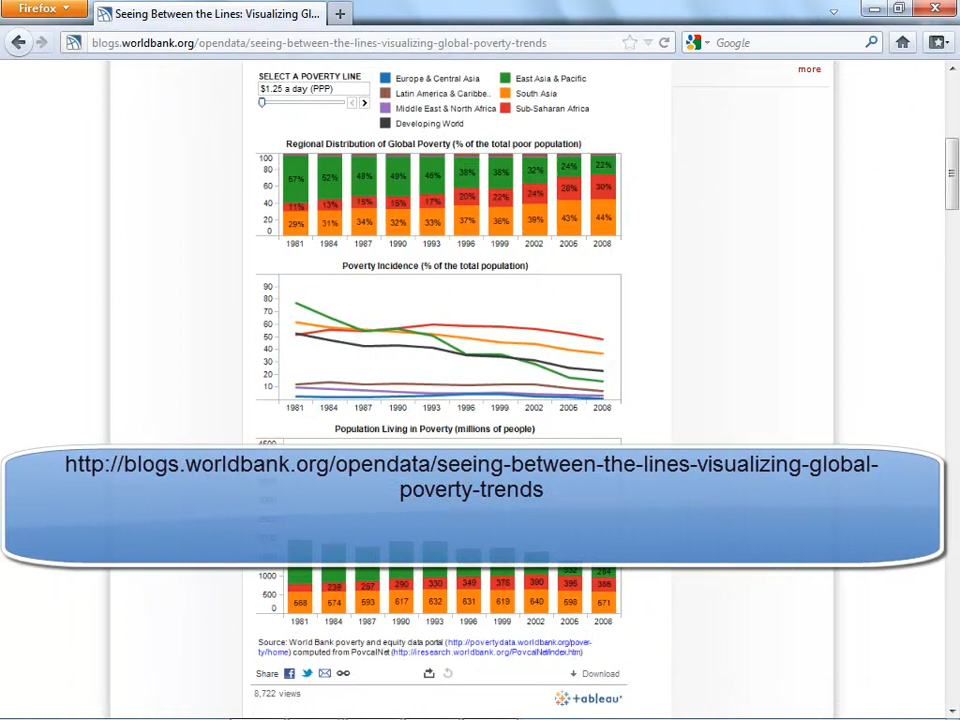 Firefox
Seeing Between the Lines: Visualizing Gl...
blogs.worldbank.org/opendata/seeing-between-the-lines-visualizing-global-poverty-trends
Google
more
SELECT A POVERTY LINE
$1.25 a day (PPP)
Europe & Central Asia
East Asia & Pacific
Latin America & Caribbe..
South Asia
Middle East & North Africa
Sub-Saharan Africa
Developing World
Regional Distribution of Global Poverty (% of the total poor population)
100
80
60
40
20
0
57% 52% 48% 49% 46% 38% 38% 32% 24% 22%
11% 13% 15% 15% 17% 20% 22% 24% 28% 30%
29% 31% 34% 32% 33% 37% 36% 39% 43% 44%
1981 1984 1987 1990 1993 1996 1999 2002 2005 2008
Poverty Incidence (% of the total population)
90
80
70
60
50
40
30
20
10
1981 1984 1987 1990 1993 1996 1999 2002 2005 2008
Population Living in Poverty (millions of people)
http://blogs.worldbank.org/opendata/seeing-between-the-lines-visualizing-global-
poverty-trends
1000
500
0
239 257 290 330 349 376 390 395 386
568 574 593 617 632 631 619 640 598 571
1981 1984 1987 1990 1993 1996 1999 2002 2005 2008
Source: World Bank poverty and equity data portal (http://povertydata.worldbank.org/pover-
ty/home) computed from PovcalNet (http://iresearch.worldbank.org/PovcalNet/index.htm)
Share
Download
8,722 views
+ableau